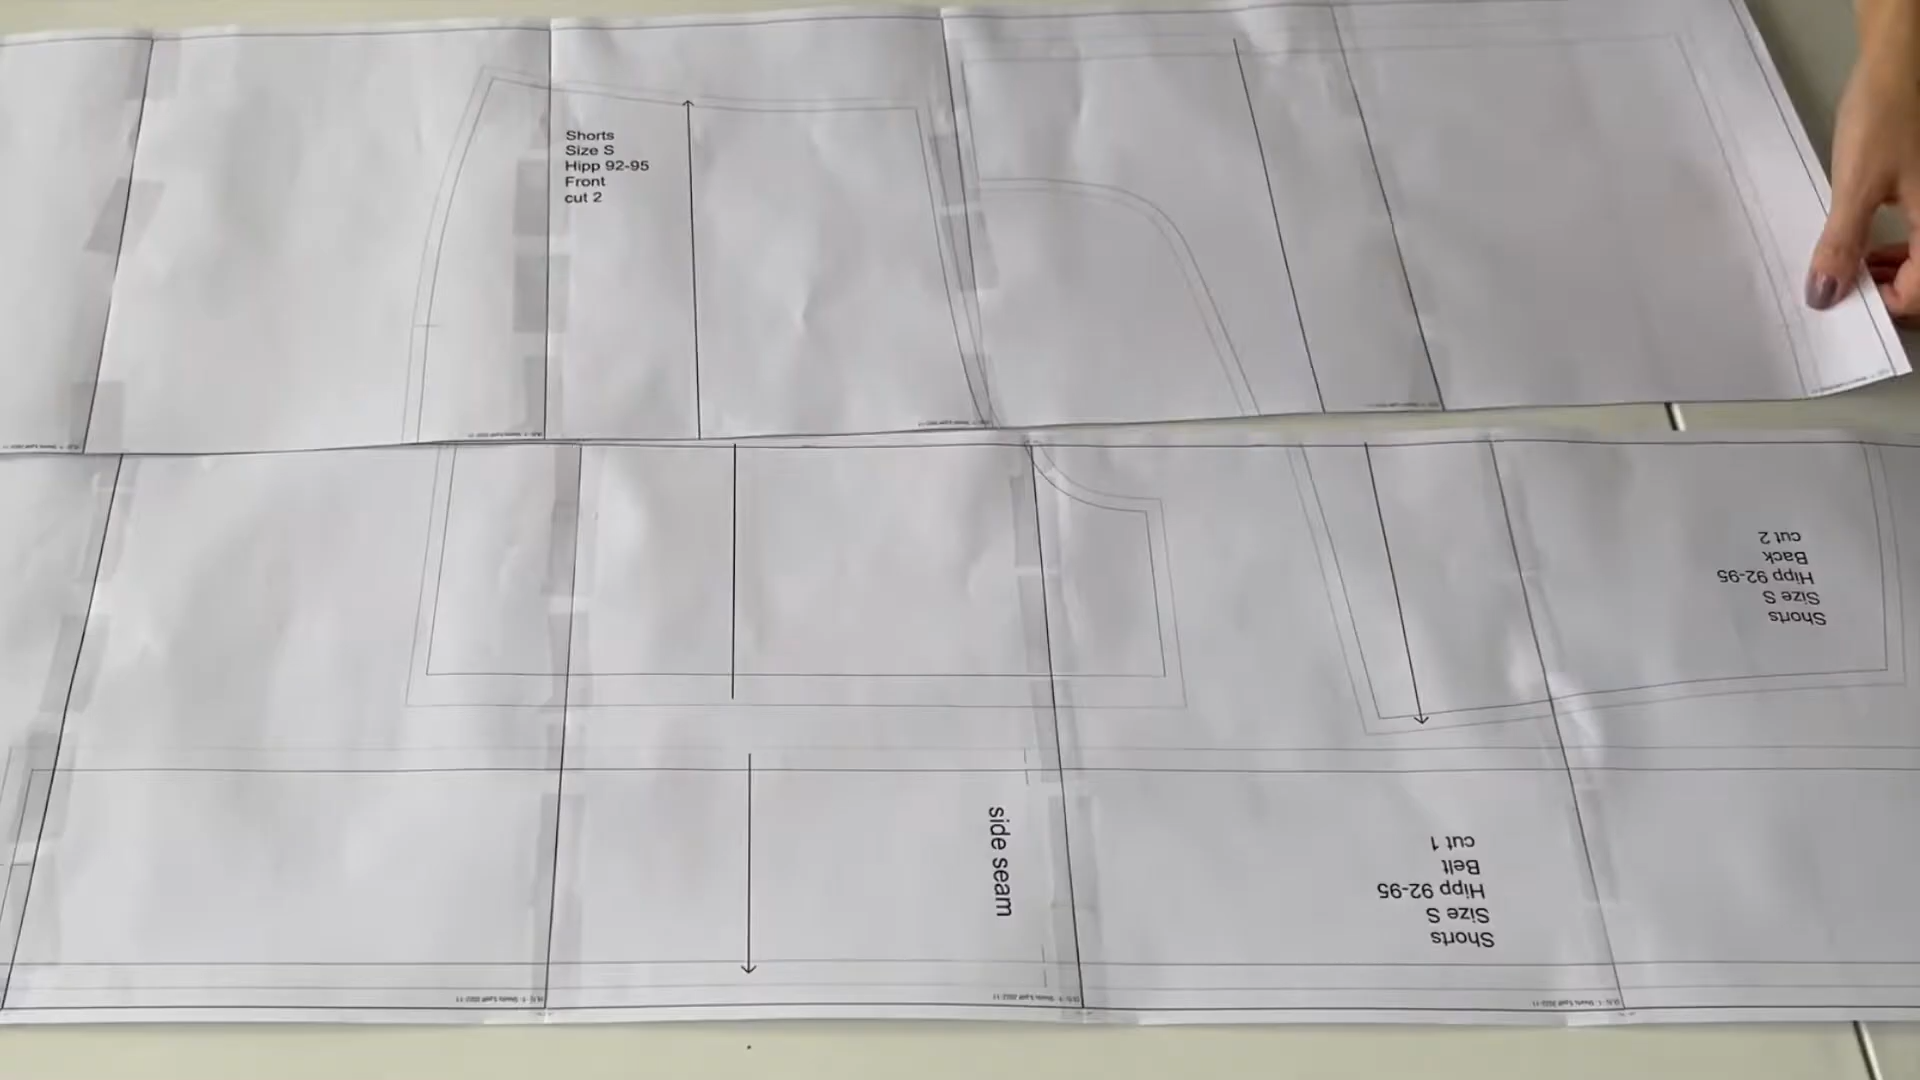 Shorts
Size S
Hipp 92-95
Front
cut 2
Shorts
Size S
Hipp 92-95
Back
cut 2
side seam
Shorts
Size S
Hipp 92-95
Belt
cut 1